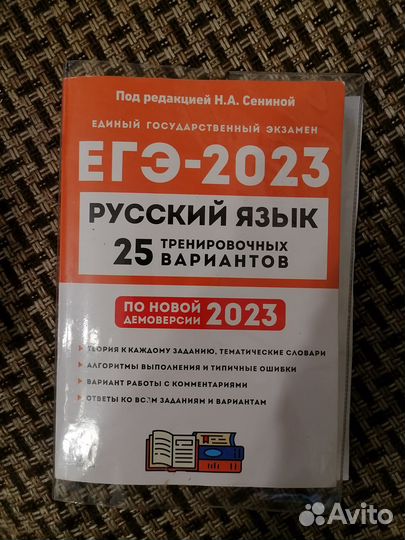 Под редакцией Н.А. Сениной
ЕДИНЫЙ ГОСУДАРСТВЕННЫЙ ЭКЗАМЕН
ЕГЭ-2023
РУССКИЙ ЯЗЫК
25 ТРЕНИРОВОЧНЫХ
ВАРИАНТОВ
ПО НОВОЙ
ДЕМОВЕРСИИ 2023
ТЕОРИЯ К КАЖДОМУ ЗАДАНИЮ, ТЕМАТИЧЕСКИЕ СЛОВАРИ
АЛГОРИТМЫ ВЫПОЛНЕНИЯ И ТИПИЧНЫЕ ОШИБКИ
ВАРИАНТ РАБОТЫ С КОММЕНТАРИЯМИ
ОТВЕТЫ КО ВСЕМ ЗАДАНИЯМ И ВАРИАНТАМ
Avito